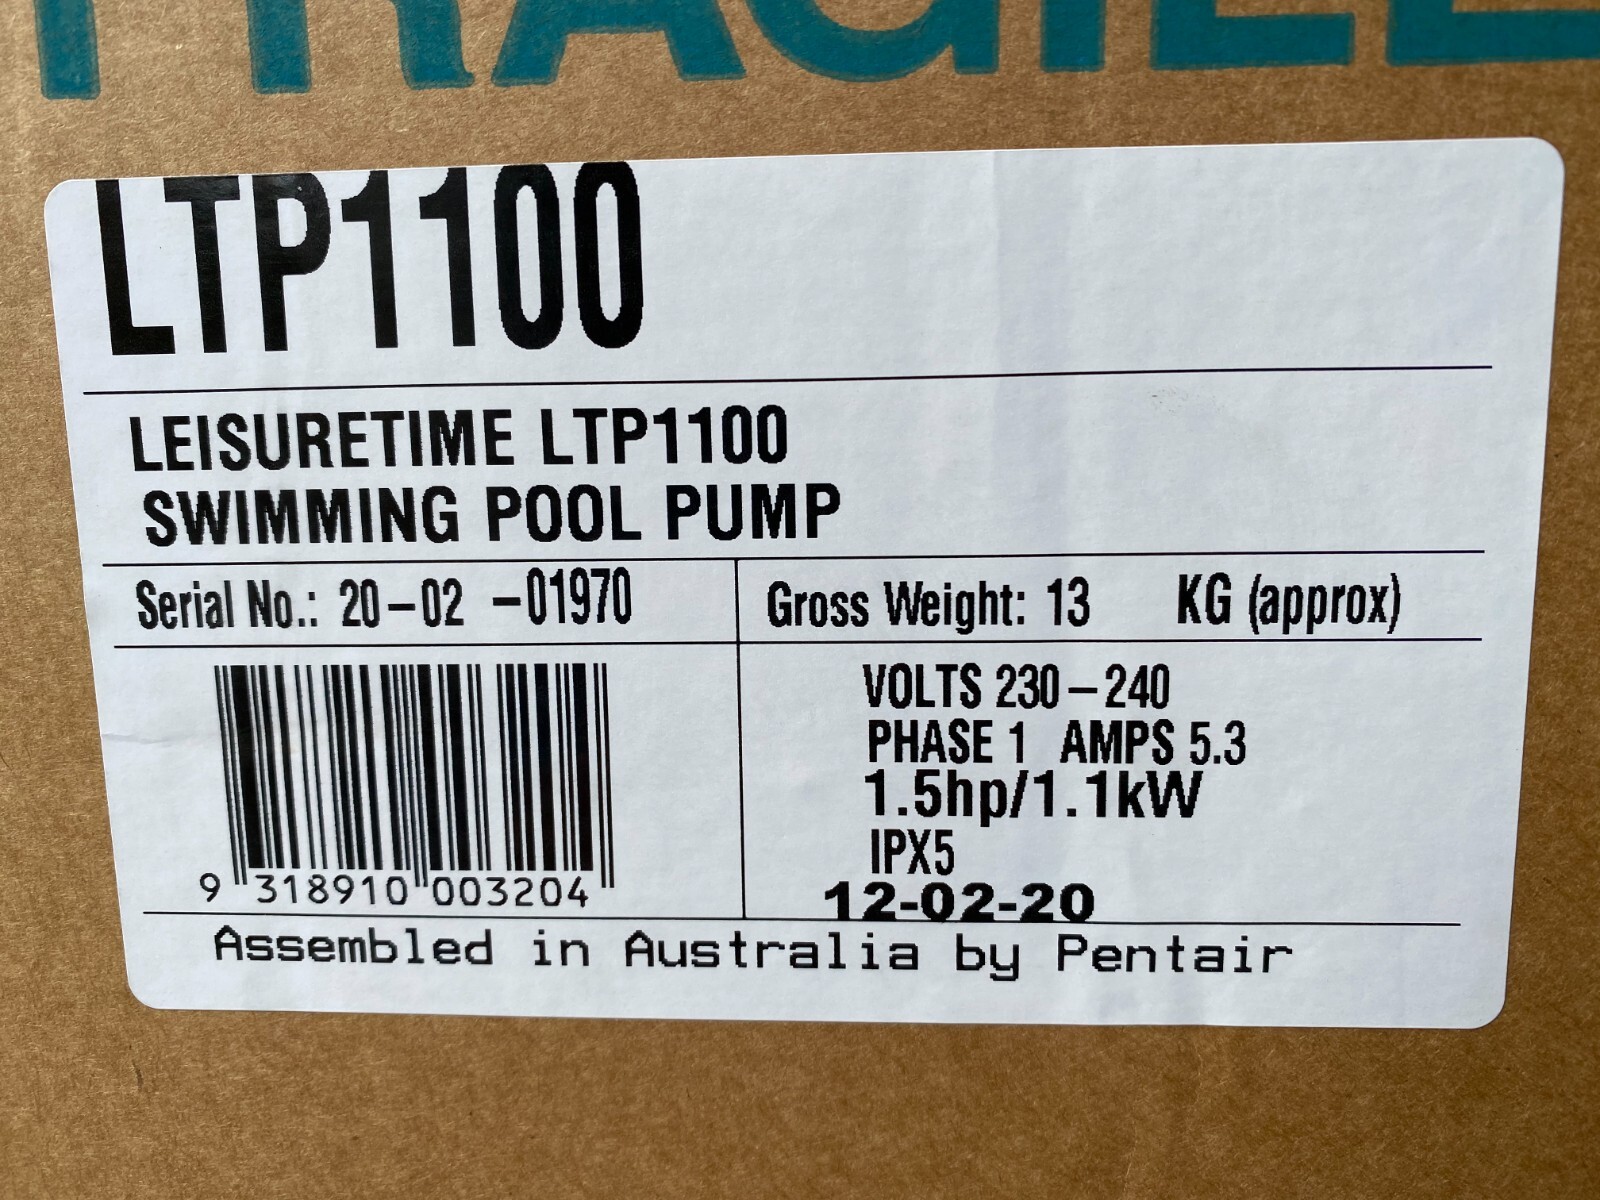 FRAGILE
LTP1100
LEISURETIME LTP1100
SWIMMING POOL PUMP
Serial No.: 20-02 -01970
Gross Weight: 13 KG (approx)
VOLTS 230-240
PHASE 1 AMPS 5.3
1.5hp/1.1kW
IPX5
12-02-20
9 318910 003204
Assembled in Australia by Pentair